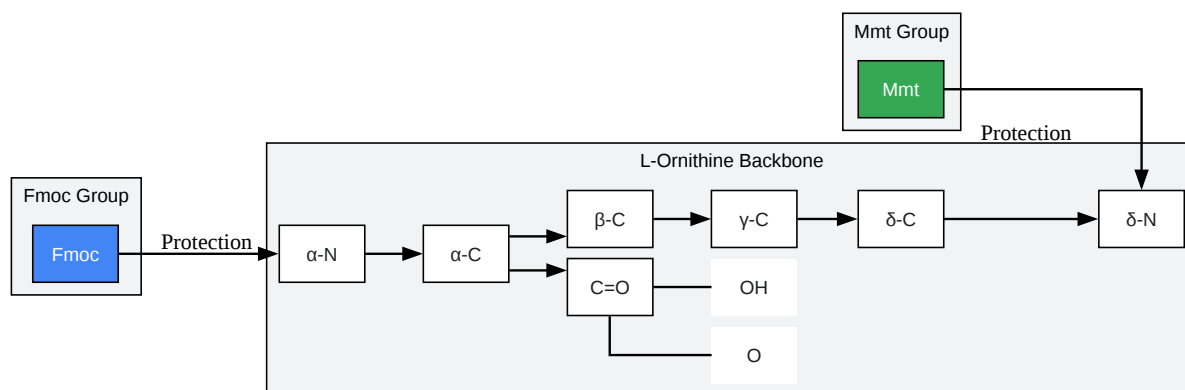 Mmt Group
Mmt
Protection
L-Ornithine Backbone
Fmoc Group
Fmoc
Protection
α-N
α-C
β-C
γ-C
δ-C
δ-N
C=O
OH
O